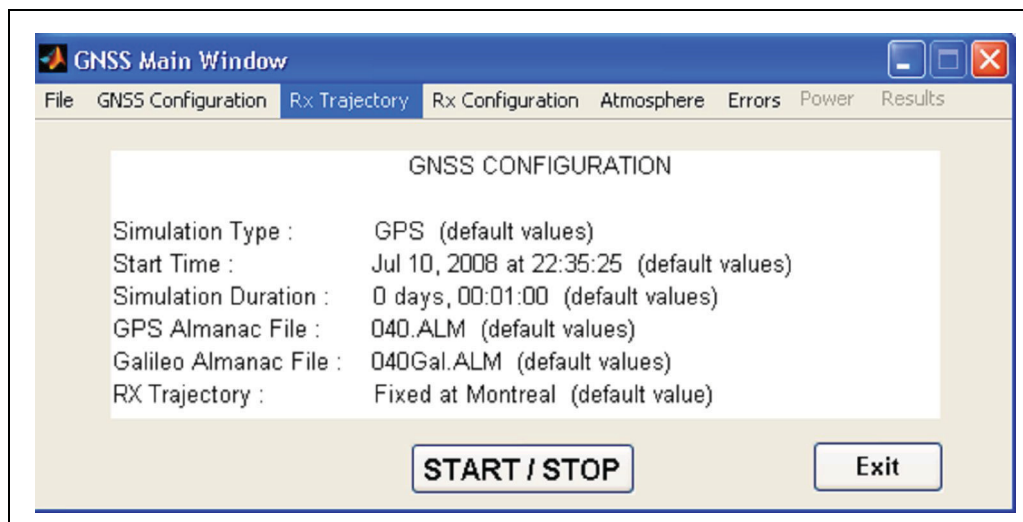 GNSS Main Window
File GNSS Configuration Rx Trajectory Rx Configuration Atmosphere Errors Power Results
GNSS CONFIGURATION
Simulation Type : GPS (default values)
Start Time : Jul 10, 2008 at 22:35:25 (default values)
Simulation Duration : 0 days, 00:01:00 (default values)
GPS Almanac File : 040.ALM (default values)
Galileo Almanac File : 040Gal.ALM (default values)
RX Trajectory : Fixed at Montreal (default value)
START / STOP Exit